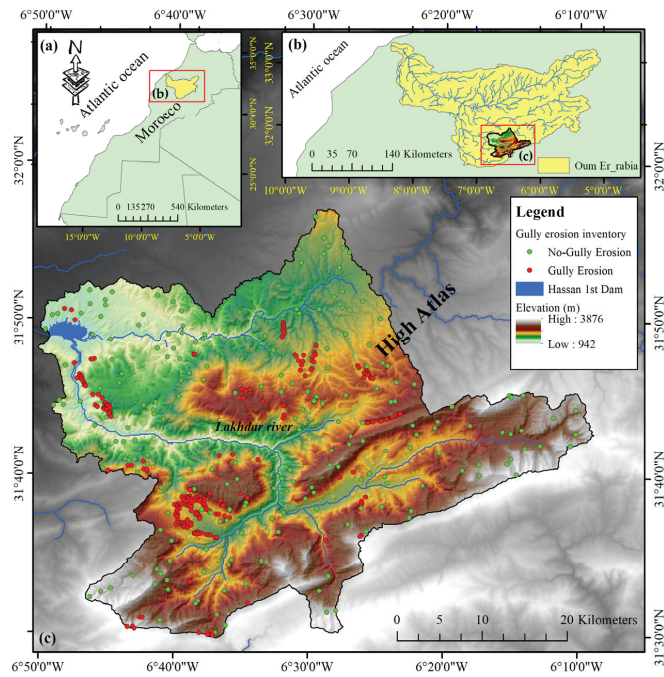 6°50'0"W
6°40'0"W
6°30'0"W
6°20'0"W
6°10'0"W
(a)
N
Atlantic ocean
(b)
Morocco
0 135 270 540 Kilometers
15°0'0"W
10°0'0"W
5°0'0"W
35°0'0"N
30°0'0"N
25°0'0"N
(b)
Atlantic ocean
(c)
0 35 70 140 Kilometers
Oum Er_rabia
33°0'0"N
32°0'0"N
10°0'0"W
9°0'0"W
8°0'0"W
7°0'0"W
6°0'0"W
5°0'0"W
Legend
Gully erosion inventory
No-Gully Erosion
Gully Erosion
Hassan 1st Dam
Elevation (m)
High : 3876
Low : 942
High Atlas
Lakhdar river
32°0'0"N
31°50'0"N
31°40'0"N
31°30'0"N
32°0'0"N
31°50'0"N
31°40'0"N
0 5 10 20 Kilometers
(c)
6°50'0"W
6°40'0"W
6°30'0"W
6°20'0"W
6°10'0"W